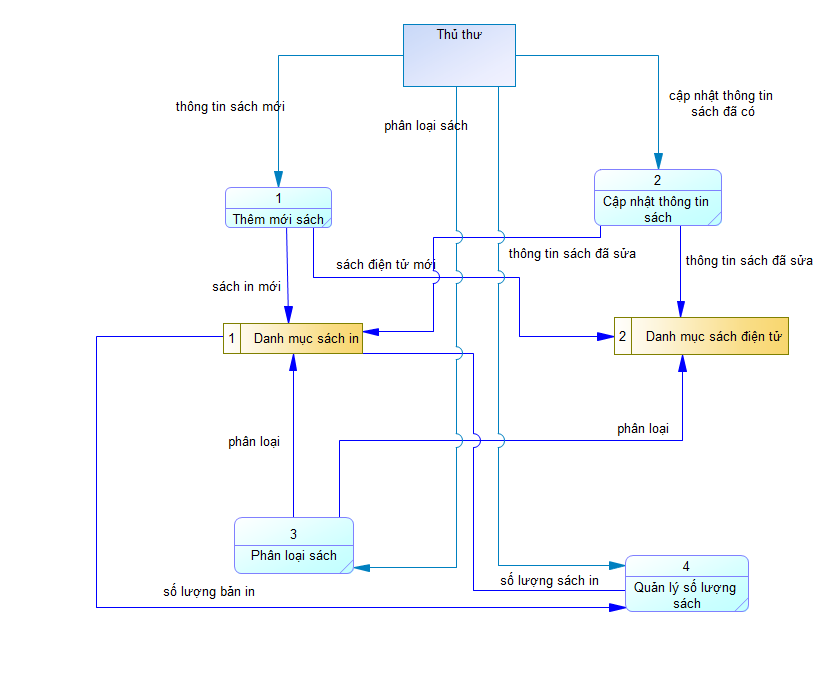 Thủ thư
thông tin sách mới
phân loại sách
cập nhật thông tin
sách đã có
1
Thêm mới sách
2
Cập nhật thông tin
sách
sách in mới
sách điện tử mới
thông tin sách đã sửa
thông tin sách đã sửa
1
Danh mục sách in
2
Danh mục sách điện tử
phân loại
phân loại
3
Phân loại sách
4
Quản lý số lượng
sách
số lượng sách in
số lượng bản in